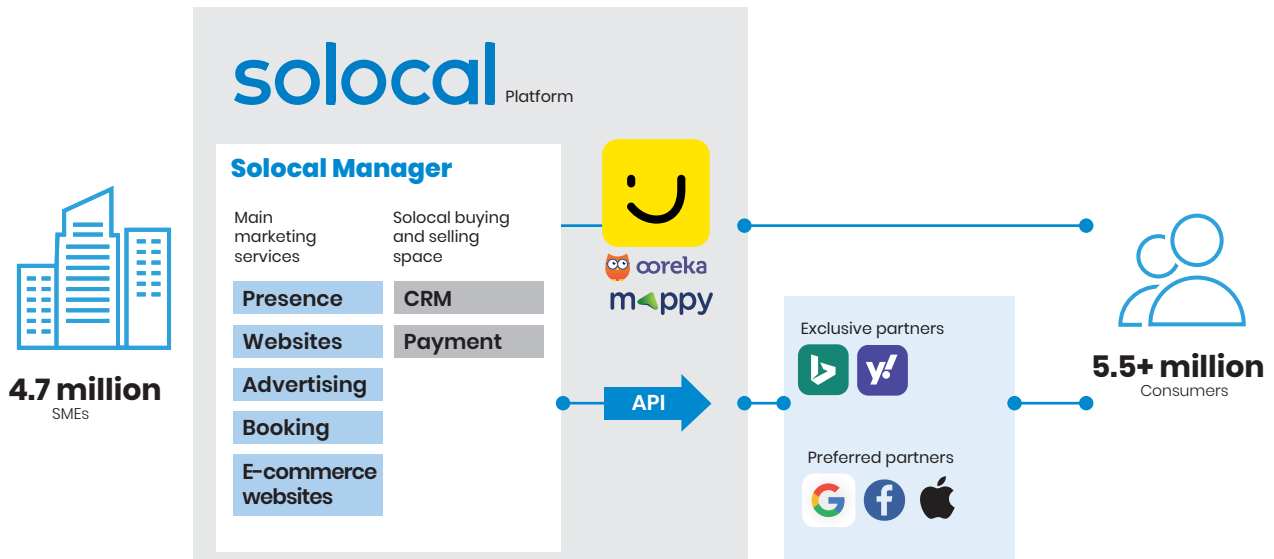 solocal Platform
Solocal Manager
Main
marketing
services
Solocal buying
and selling
space
Presence
Websites
Advertising
Booking
E-commerce
websites
CRM
Payment
ooreka
mappy
API
4.7 million
SMEs
Exclusive partners
y!
Preferred partners
G
f
5.5+ million
Consumers